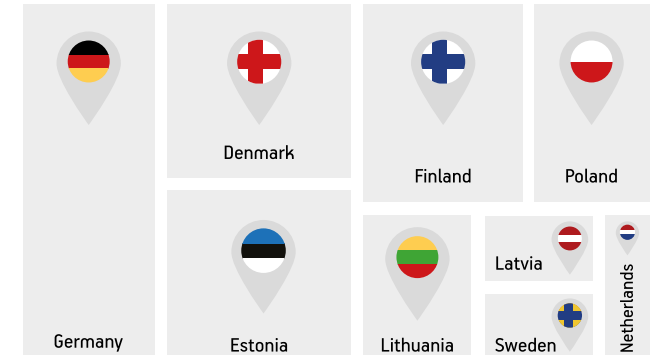 Denmark
Finland
Poland
Latvia
Netherlands
Germany
Estonia
Lithuania
Sweden